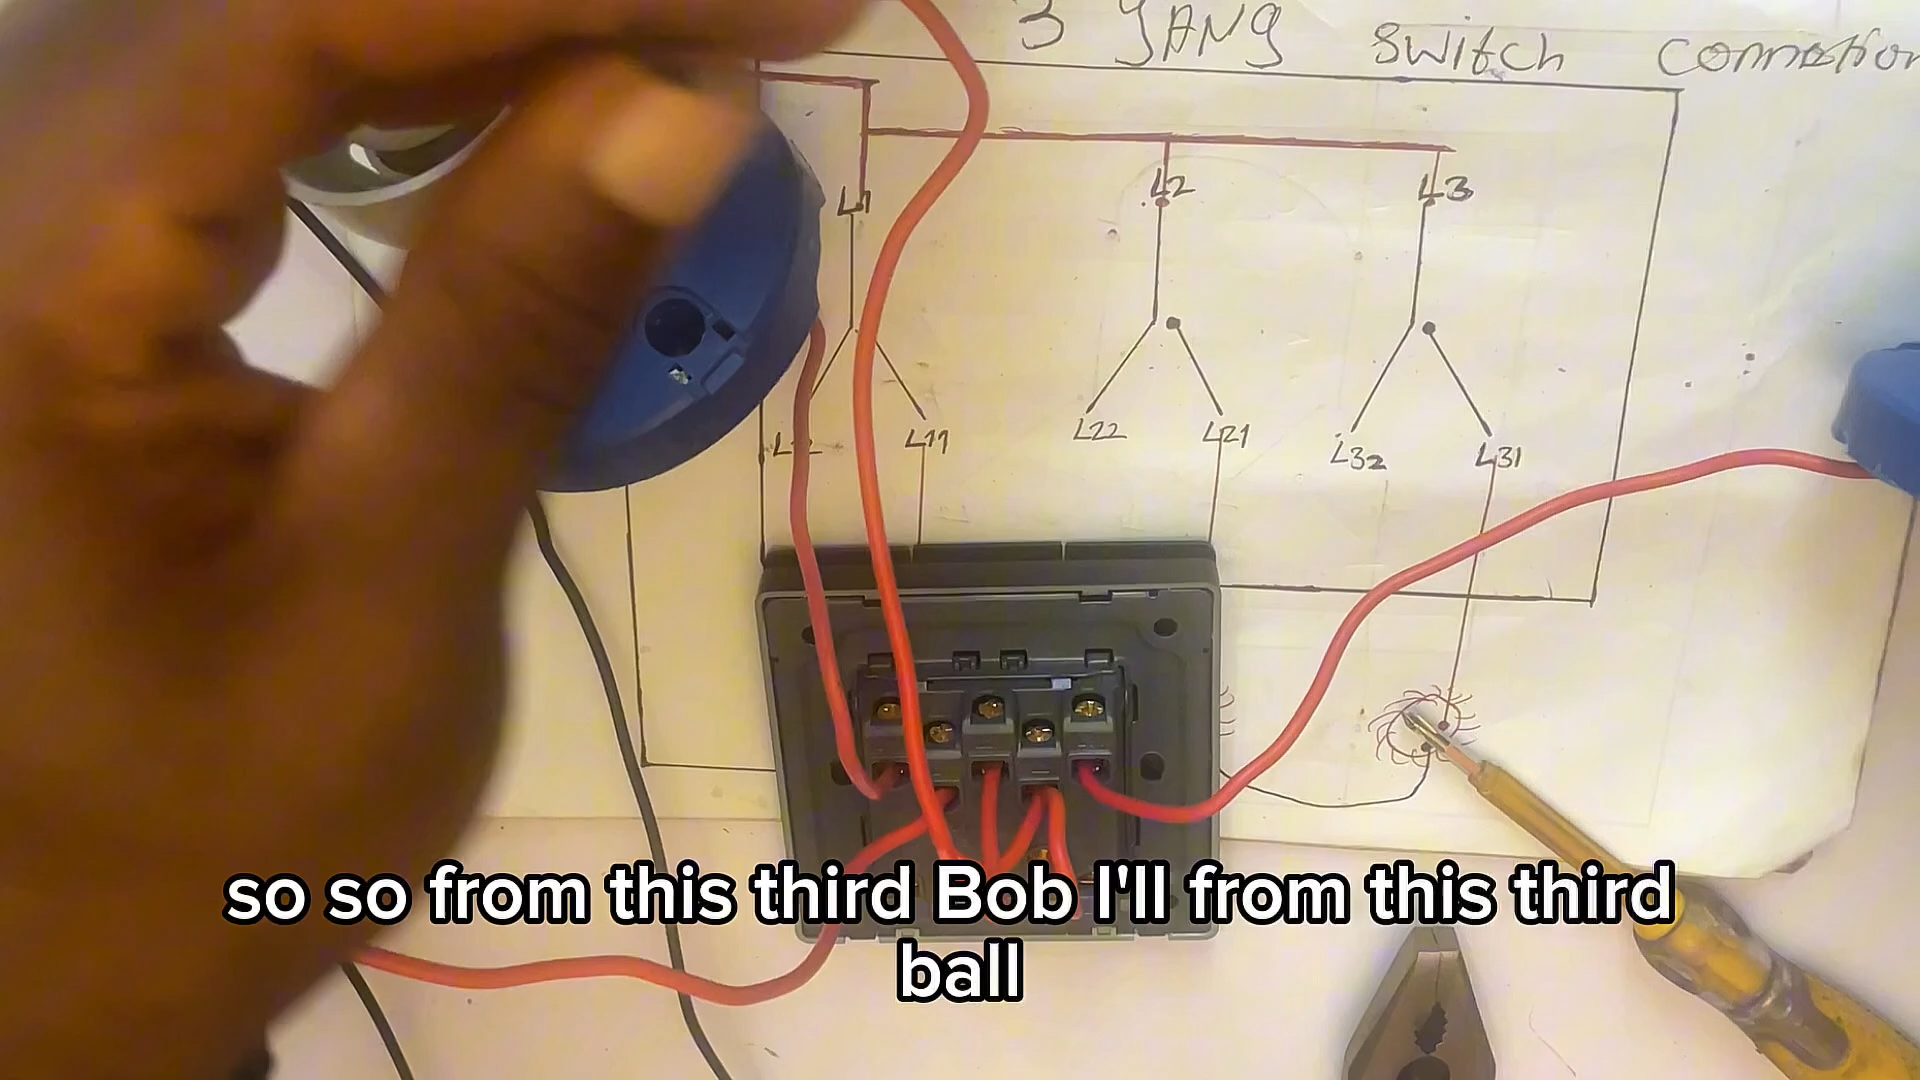 3 GANG Switch Connection
L1 L2 L3
L12 L11 L22 L21 L32 L31
so so from this third Bob I'll from this third
ball